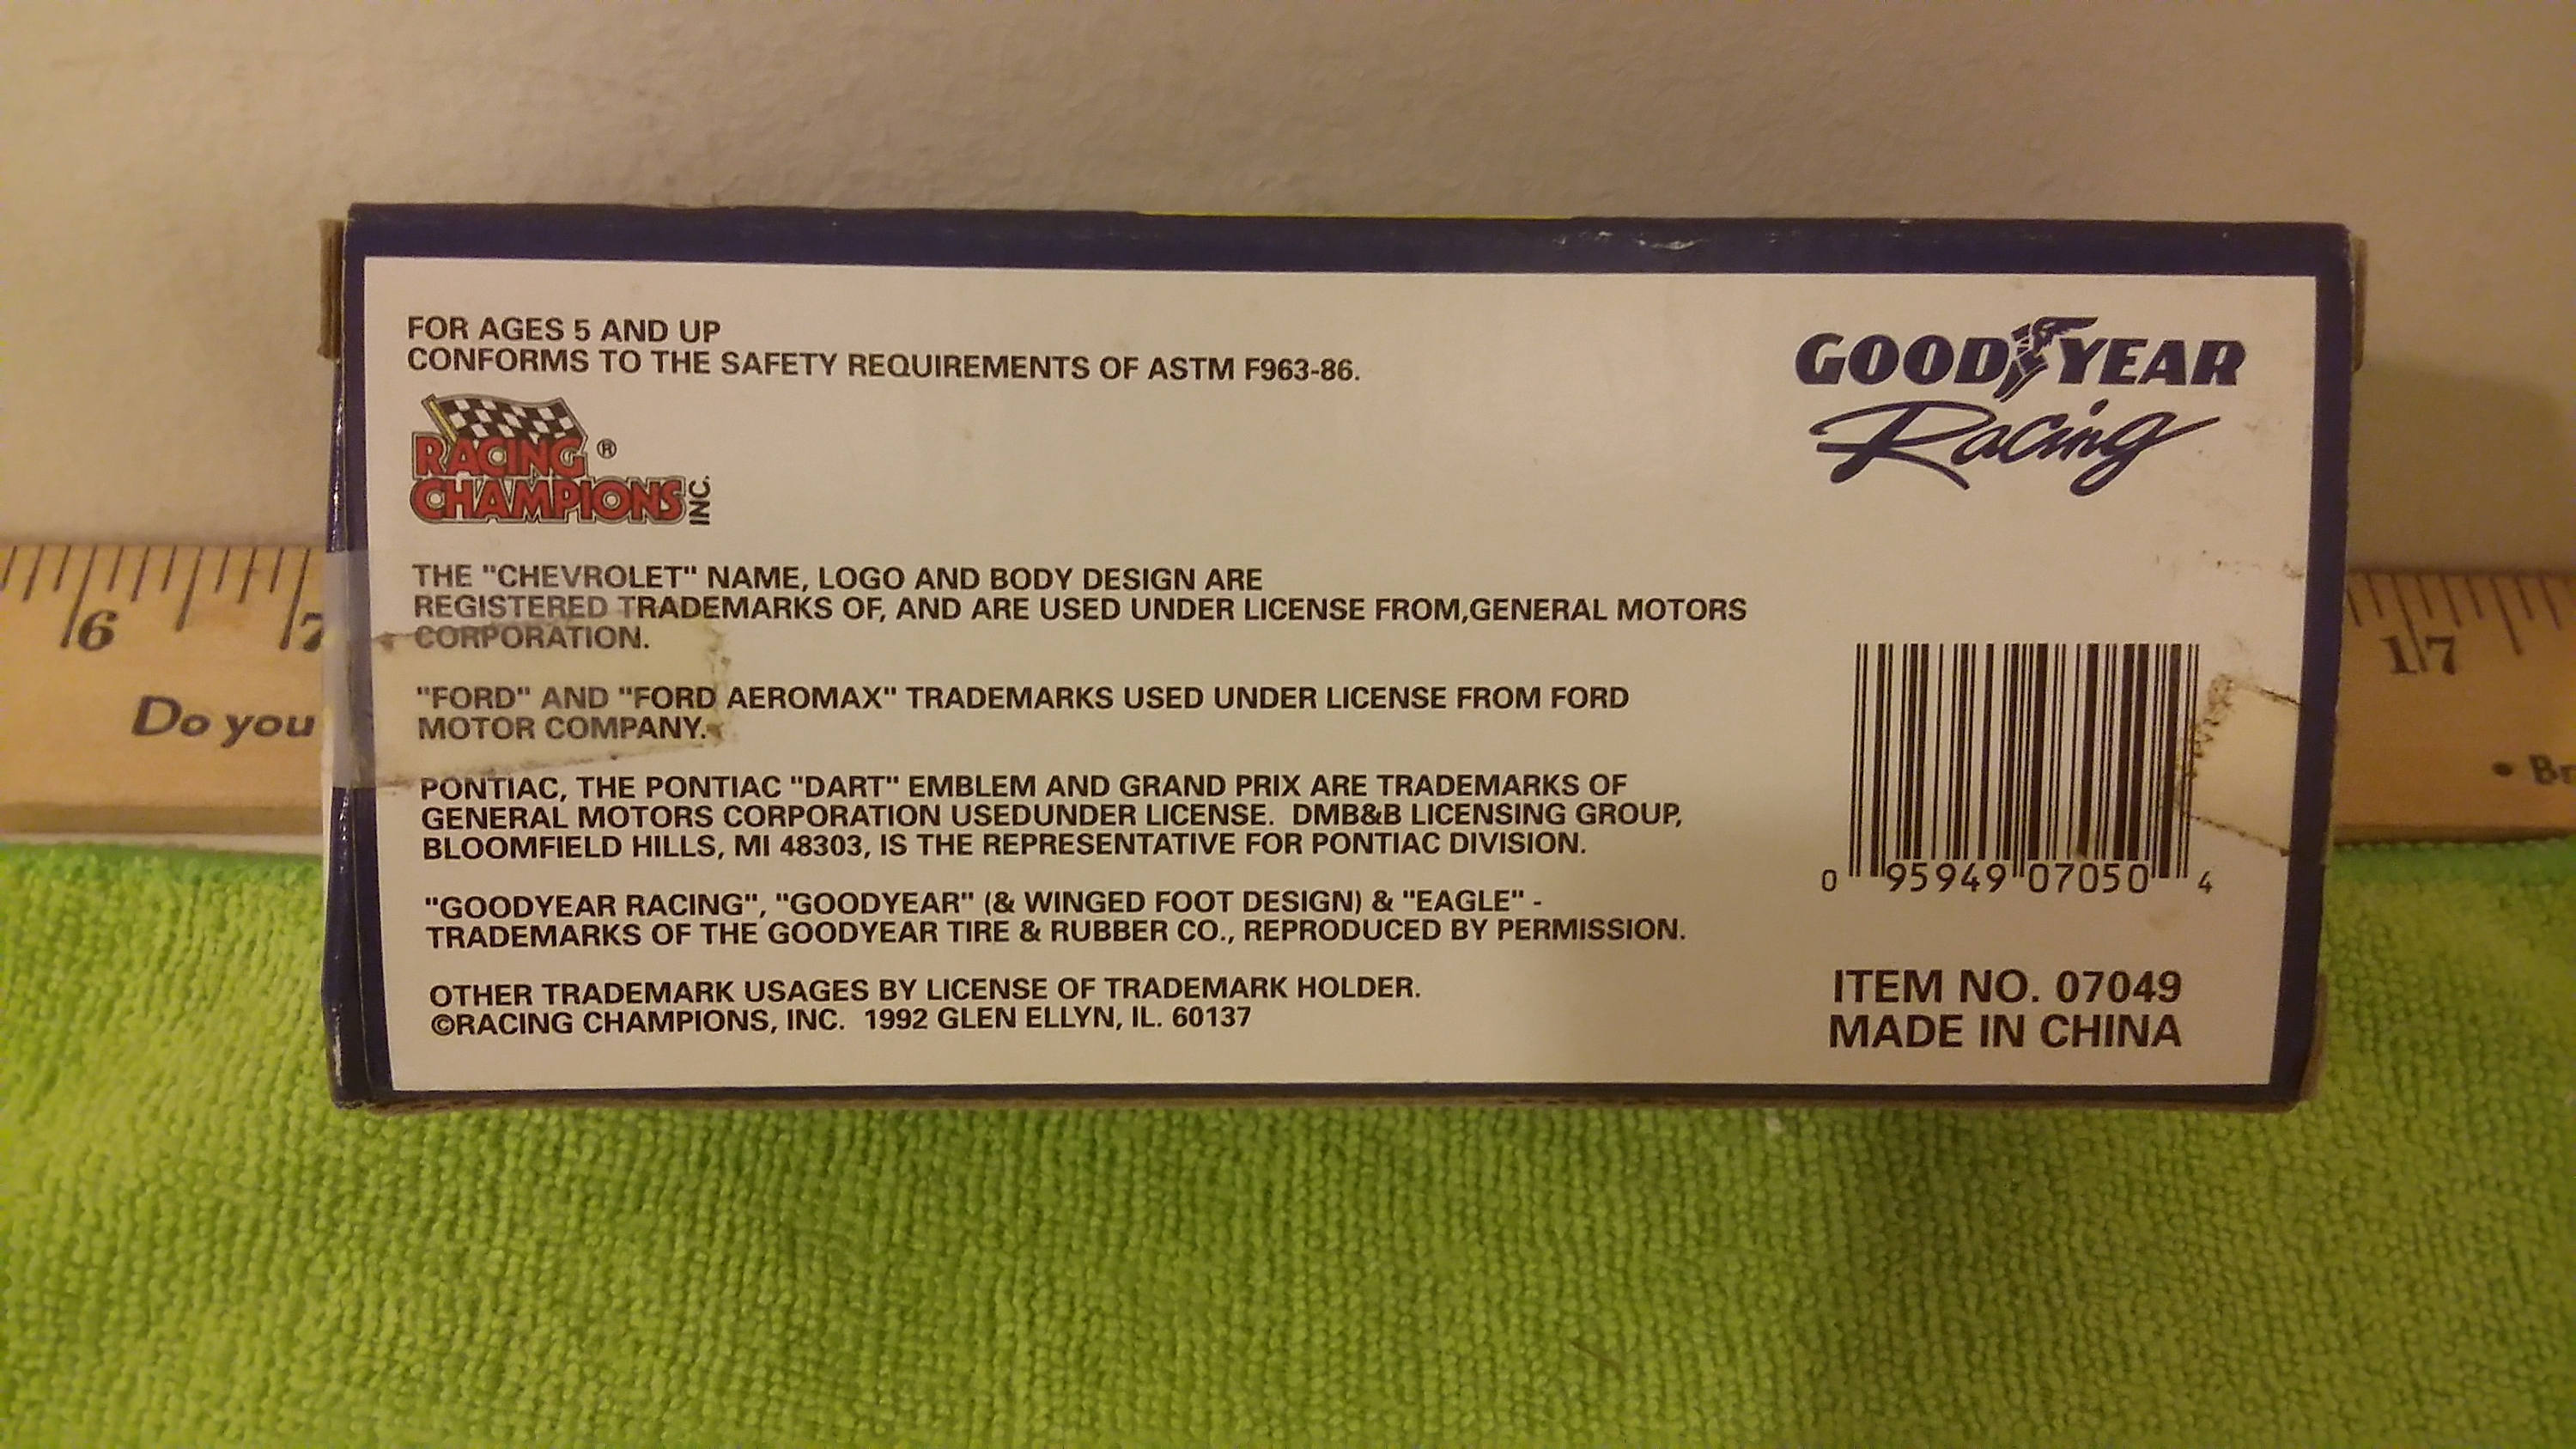 FOR AGES 5 AND UP
CONFORMS TO THE SAFETY REQUIREMENTS OF ASTM F963-86.
RACING ®
CHAMPIONS INC.
THE "CHEVROLET" NAME, LOGO AND BODY DESIGN ARE
REGISTERED TRADEMARKS OF, AND ARE USED UNDER LICENSE FROM,GENERAL MOTORS
CORPORATION.
"FORD" AND "FORD AEROMAX" TRADEMARKS USED UNDER LICENSE FROM FORD
MOTOR COMPANY.
PONTIAC, THE PONTIAC "DART" EMBLEM AND GRAND PRIX ARE TRADEMARKS OF
GENERAL MOTORS CORPORATION USEDUNDER LICENSE. DMB&B LICENSING GROUP,
BLOOMFIELD HILLS, MI 48303, IS THE REPRESENTATIVE FOR PONTIAC DIVISION.
"GOODYEAR RACING", "GOODYEAR" (& WINGED FOOT DESIGN) & "EAGLE" -
TRADEMARKS OF THE GOODYEAR TIRE & RUBBER CO., REPRODUCED BY PERMISSION.
OTHER TRADEMARK USAGES BY LICENSE OF TRADEMARK HOLDER.
©RACING CHAMPIONS, INC. 1992 GLEN ELLYN, IL. 60137
GOODYEAR
Racing
0 95949 07050 4
ITEM NO. 07049
MADE IN CHINA
6 7
Do you
17